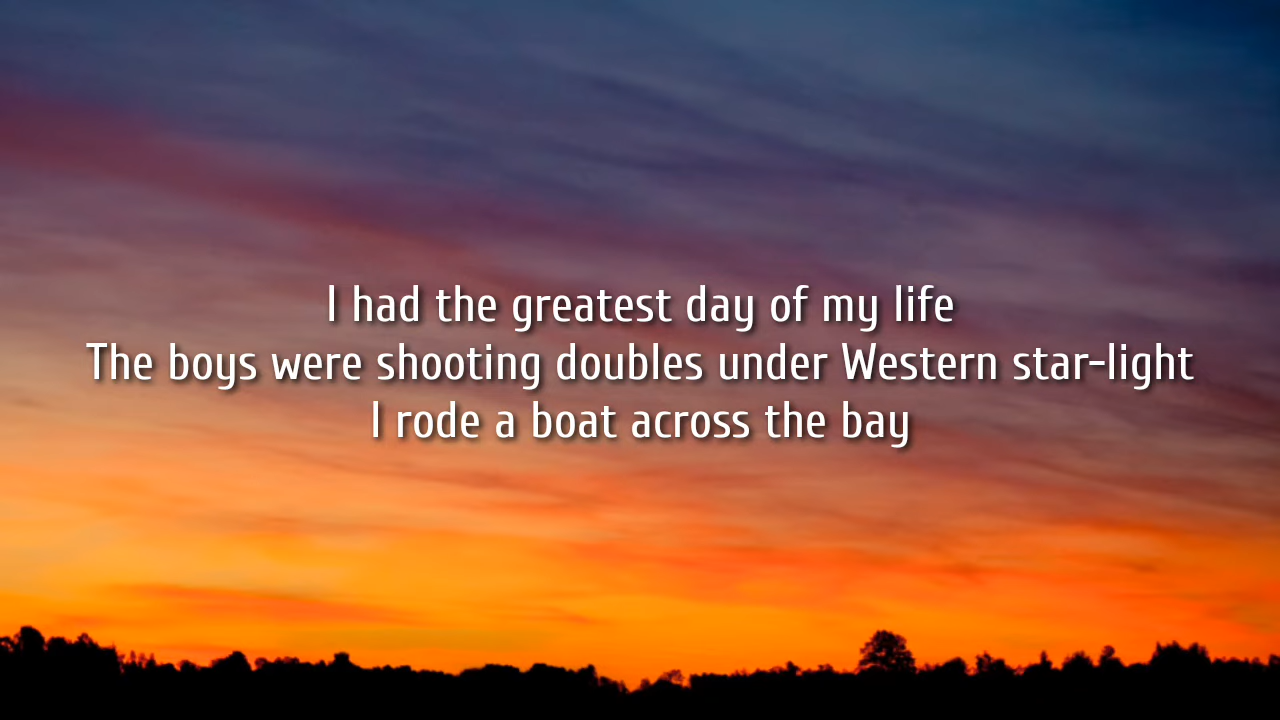 I had the greatest day of my life
The boys were shooting doubles under Western star-light
I rode a boat across the bay